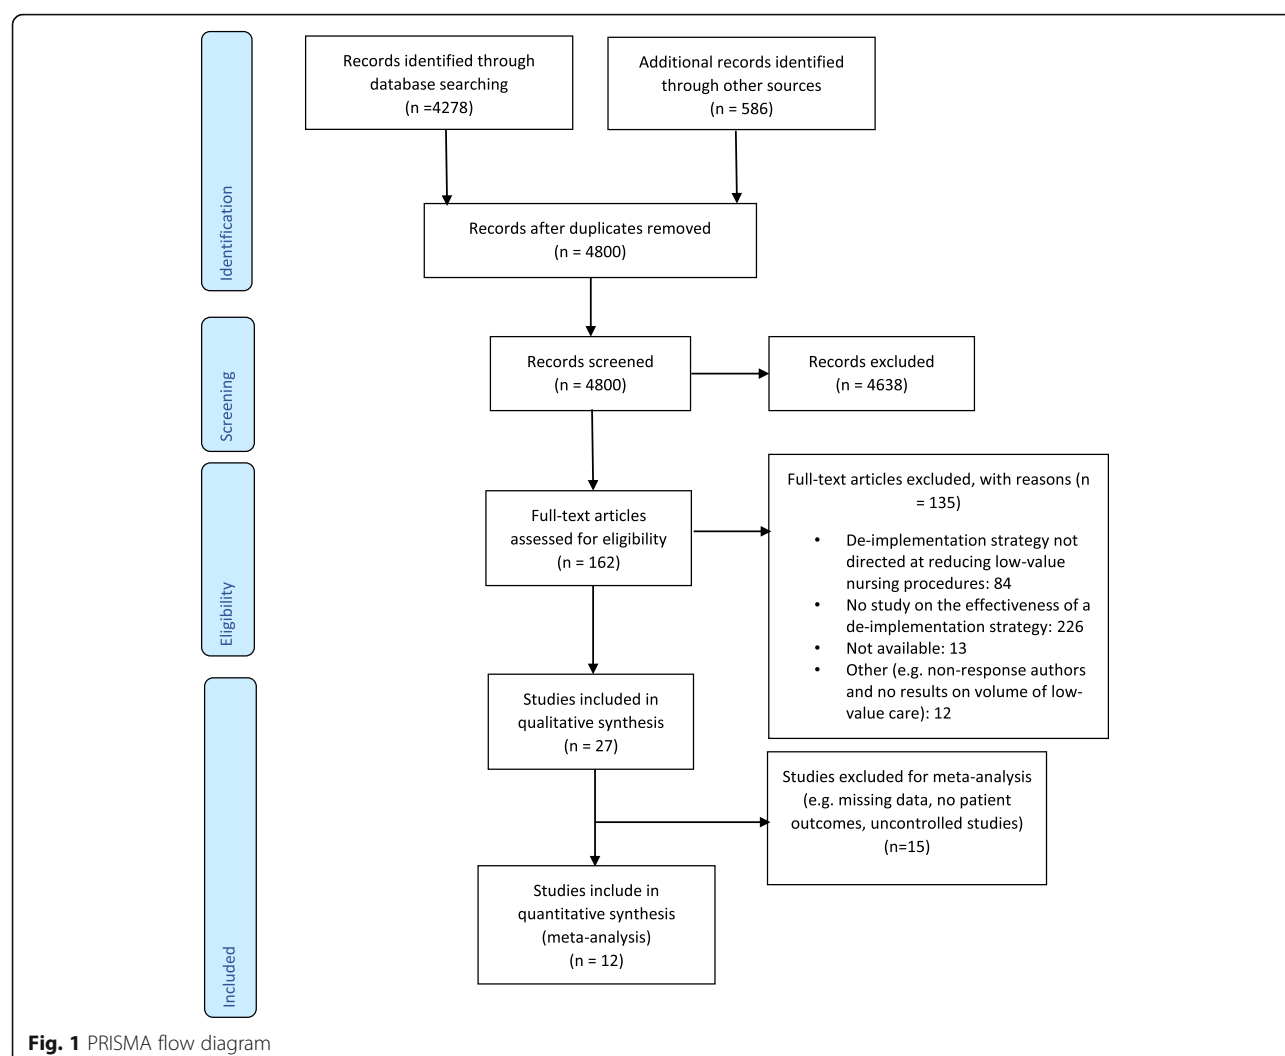 Records identified through
database searching
(n =4278)
Additional records identified
through other sources
(n = 586)
Identification
Records after duplicates removed
(n = 4800)
Screening
Records screened
(n = 4800)
Records excluded
(n = 4638)
Eligibility
Full-text articles
assessed for eligibility
(n = 162)
Full-text articles excluded, with reasons (n
= 135)
• De-implementation strategy not
directed at reducing low-value
nursing procedures: 84
• No study on the effectiveness of a
de-implementation strategy: 226
• Not available: 13
• Other (e.g. non-response authors
and no results on volume of low-
value care): 12
Included
Studies included in
qualitative synthesis
(n = 27)
Studies excluded for meta-analysis
(e.g. missing data, no patient
outcomes, uncontrolled studies)
(n=15)
Studies include in
quantitative synthesis
(meta-analysis)
(n = 12)
Fig. 1 PRISMA flow diagram